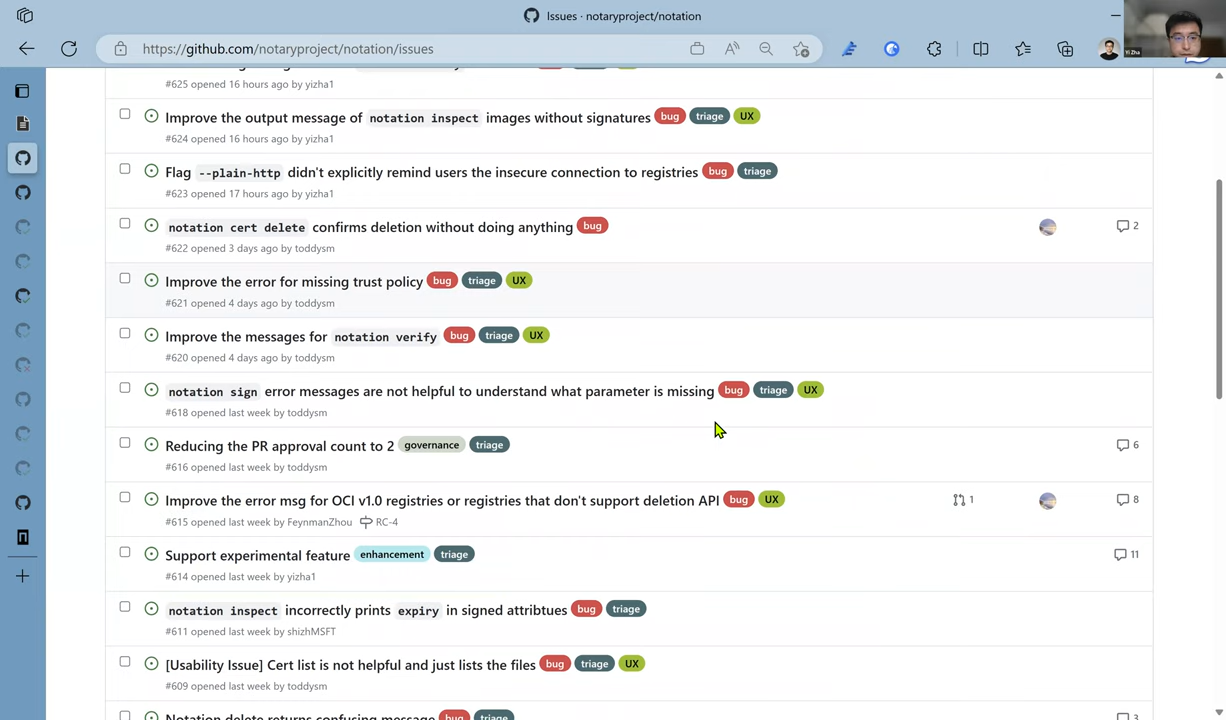 Issues · notaryproject/notation
https://github.com/notaryproject/notation/issues
Yi Zha
#625 opened 16 hours ago by yizha1
Improve the output message of notation inspect images without signatures bug triage UX
#624 opened 16 hours ago by yizha1
Flag --plain-http didn't explicitly remind users the insecure connection to registries bug triage
#623 opened 17 hours ago by yizha1
notation cert delete confirms deletion without doing anything bug 2
#622 opened 3 days ago by toddysm
Improve the error for missing trust policy bug triage UX
#621 opened 4 days ago by toddysm
Improve the messages for notation verify bug triage UX
#620 opened 4 days ago by toddysm
notation sign error messages are not helpful to understand what parameter is missing bug triage UX
#618 opened last week by toddysm
Reducing the PR approval count to 2 governance triage 6
#616 opened last week by toddysm
Improve the error msg for OCI v1.0 registries or registries that don't support deletion API bug UX 1 8
#615 opened last week by FeynmanZhou RC-4
Support experimental feature enhancement triage 11
#614 opened last week by yizha1
notation inspect incorrectly prints expiry in signed attribtues bug triage
#611 opened last week by shizhMSFT
[Usability Issue] Cert list is not helpful and just lists the files bug triage UX
#609 opened last week by toddysm
Notation delete returns confusing message bug triage 3